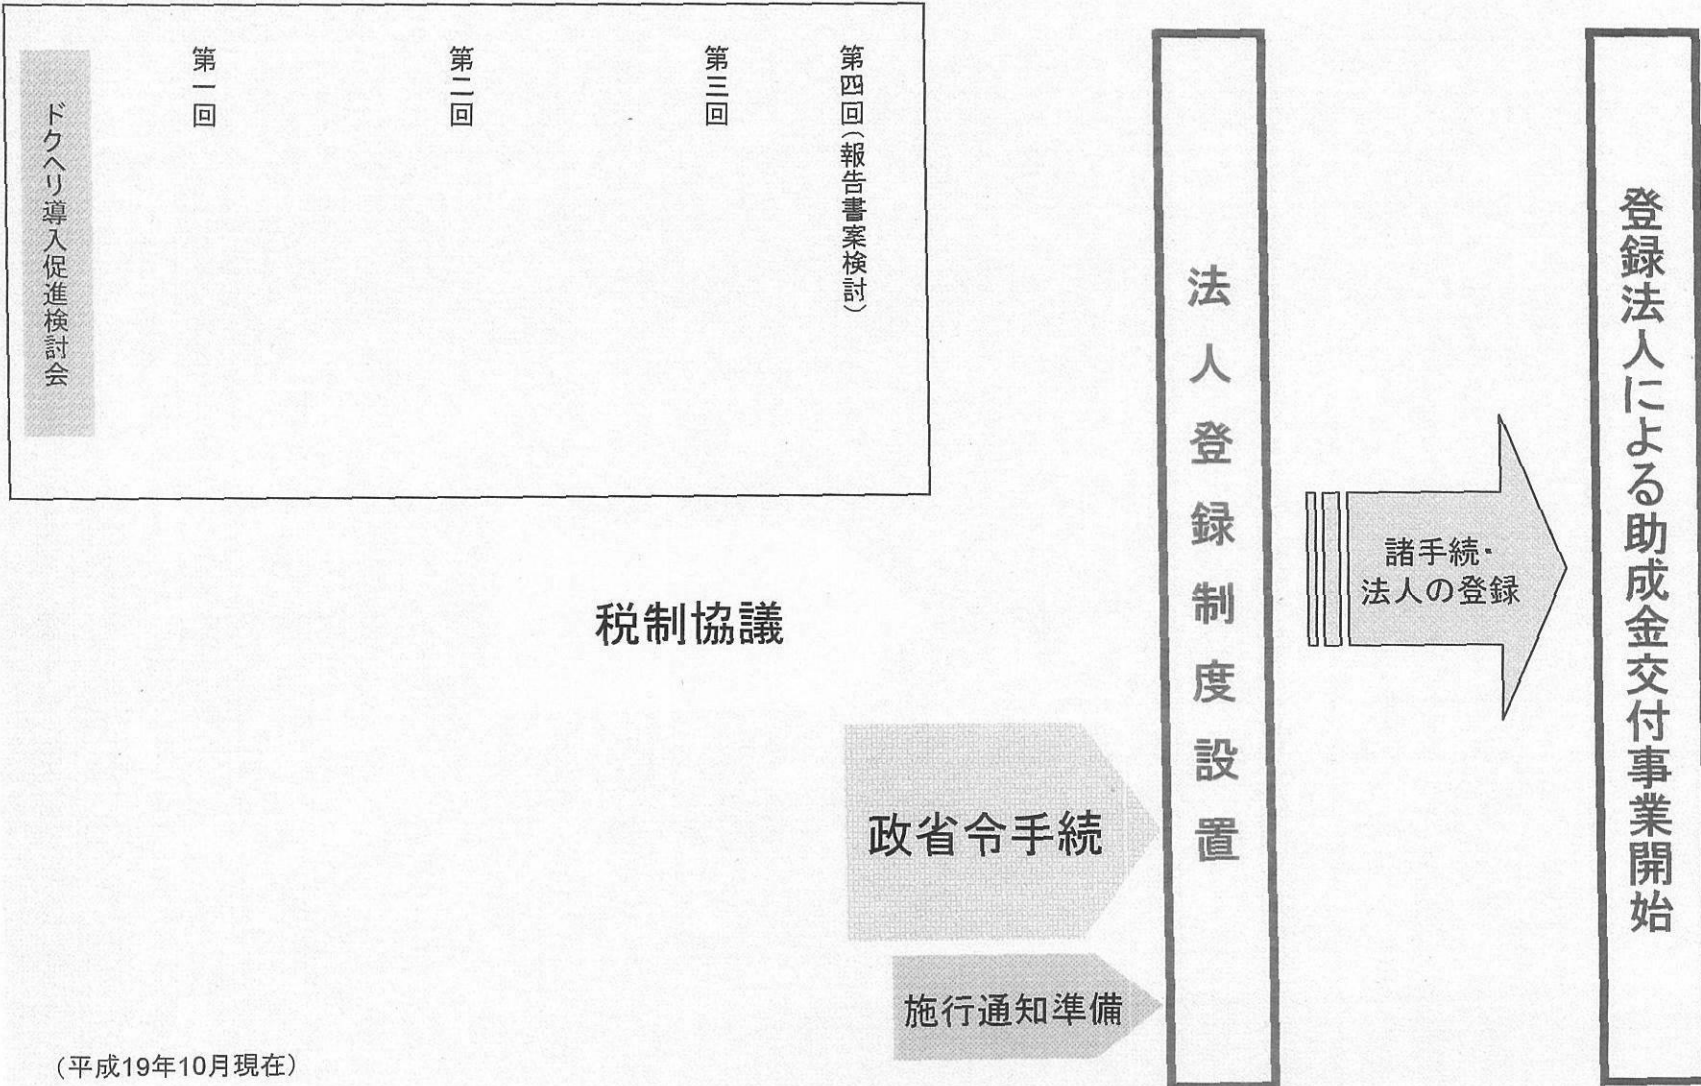 ドクヘリ導入促進検討会
第一回
第二回
第三回
第四回(報告書案検討)
税制協議
政省令手続
施行通知準備
法人登録制度設置
諸手続・
法人の登録
登録法人による助成金交付事業開始
(平成19年10月現在)